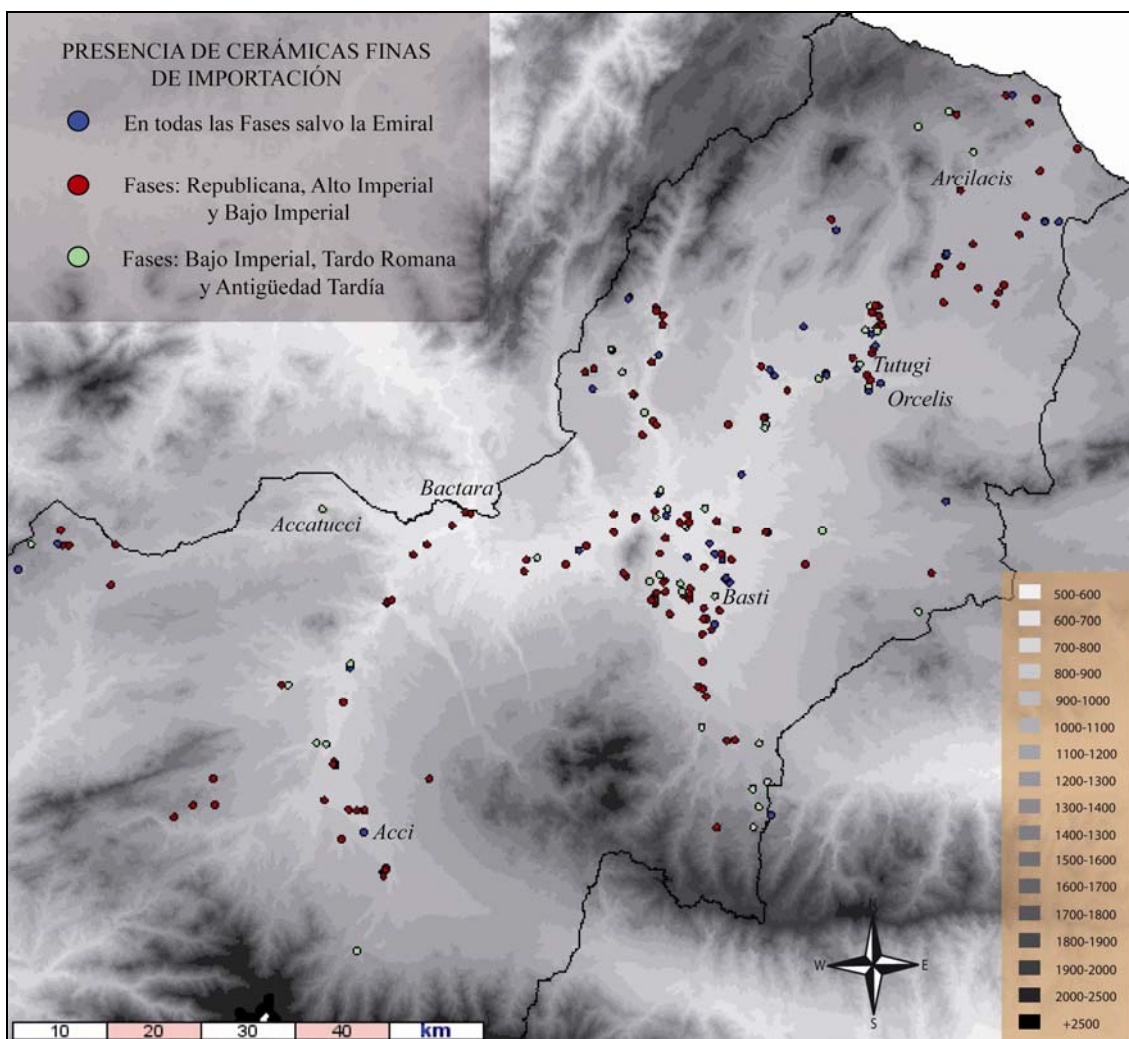 PRESENCIA DE CERÁMICAS FINAS
DE IMPORTACIÓN
En todas las Fases salvo la Emiral
Fases: Republicana, Alto Imperial
y Bajo Imperial
Fases: Bajo Imperial, Tardo Romana
y Antigüedad Tardía
Arcilacis
Tutugi
Orcelis
Bactara
Accatucci
Basti
Acci
500-600
600-700
700-800
800-900
900-1000
1000-1100
1100-1200
1200-1300
1300-1400
1400-1300
1500-1600
1600-1700
1700-1800
1800-1900
1900-2000
2000-2500
+2500
N
W E
S
10 20 30 40 km